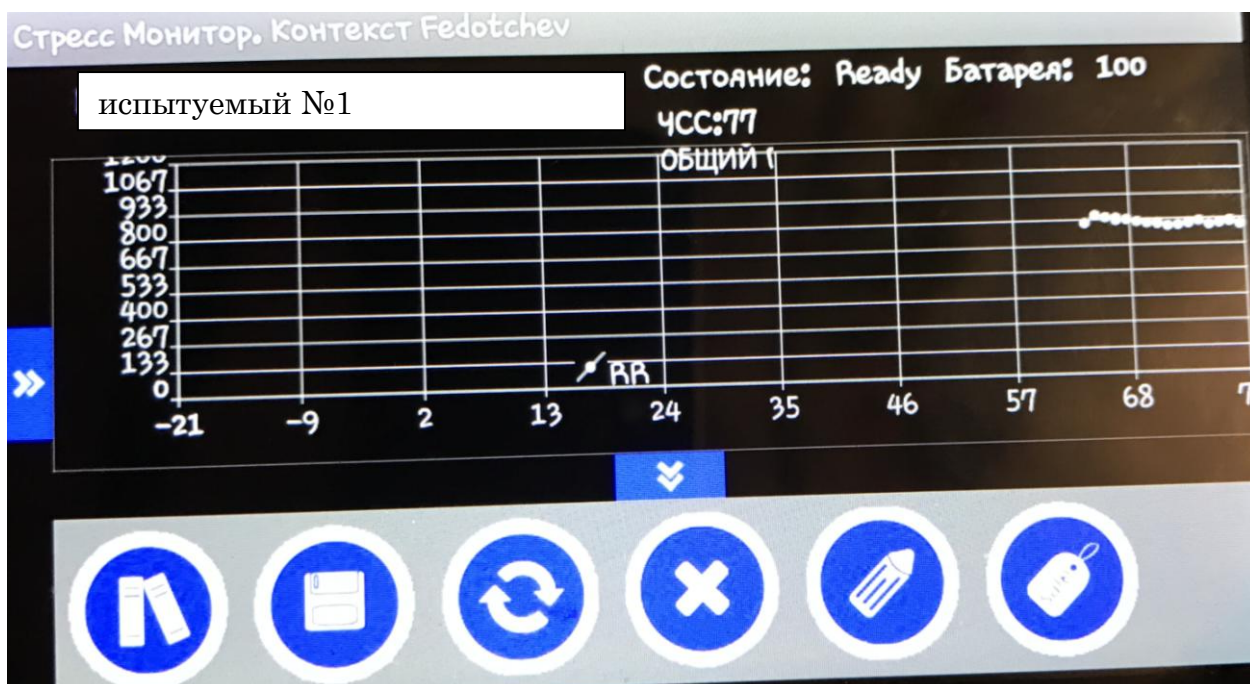 Стресс Монитор. Контекст Fedotchev
испытуемый №1
Состояние: Ready Батарея: 100
ЧСС:77
ОБЩИЙ (
1200
1067
933
800
667
533
400
267
133
0
RR
-21 -9 2 13 24 35 46 57 68